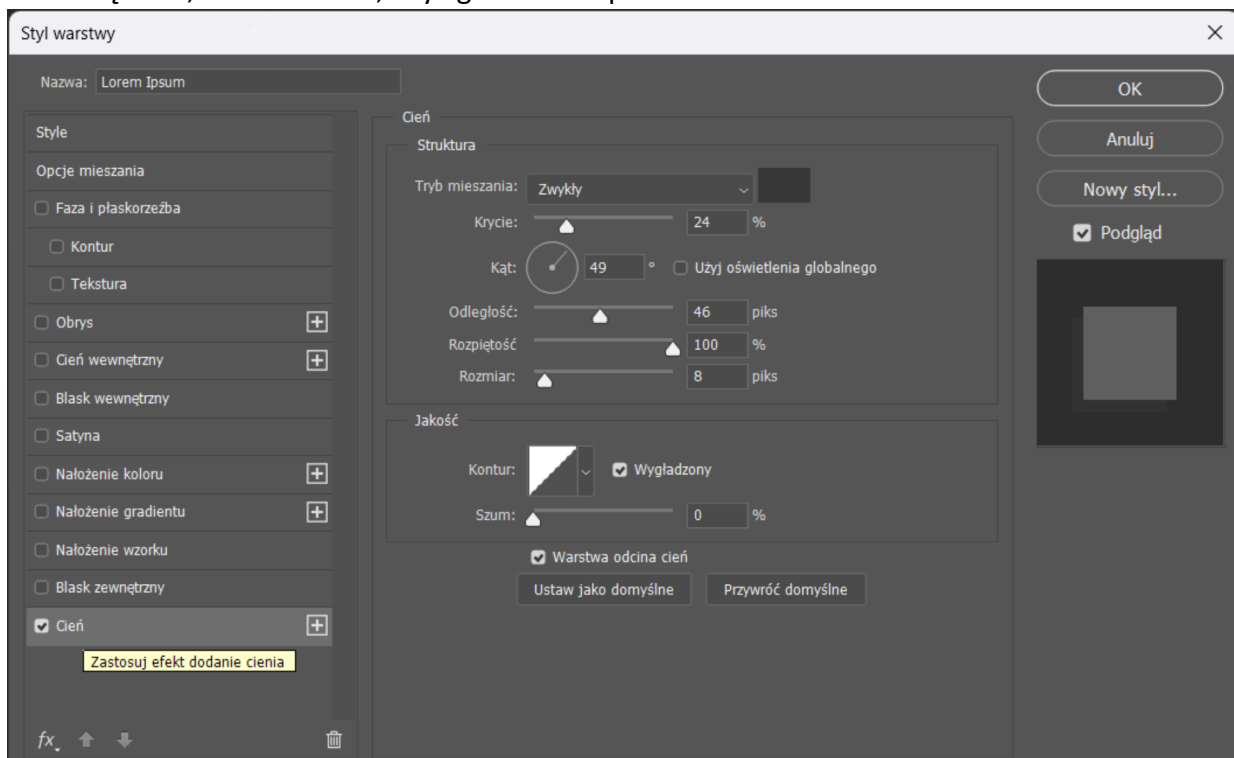 Styl warstwy
Nazwa: Lorem Ipsum
Style
Opcje mieszania
Faza i płaskorzeźba
Kontur
Tekstura
Obrys
Cień wewnętrzny
Blask wewnętrzny
Satyna
Nałożenie koloru
Nałożenie gradientu
Nałożenie wzorku
Blask zewnętrzny
Cień
Zastosuj efekt dodanie cienia
fx
Cień
Struktura
Tryb mieszania: Zwykły
Krycie: 24 %
Kąt: 49 ° Użyj oświetlenia globalnego
Odległość: 46 piks
Rozpiętość 100 %
Rozmiar: 8 piks
Jakość
Kontur: Wygładzony
Szum: 0 %
Warstwa odcina cień
Ustaw jako domyślne Przywróć domyślne
OK
Anuluj
Nowy styl...
Podgląd